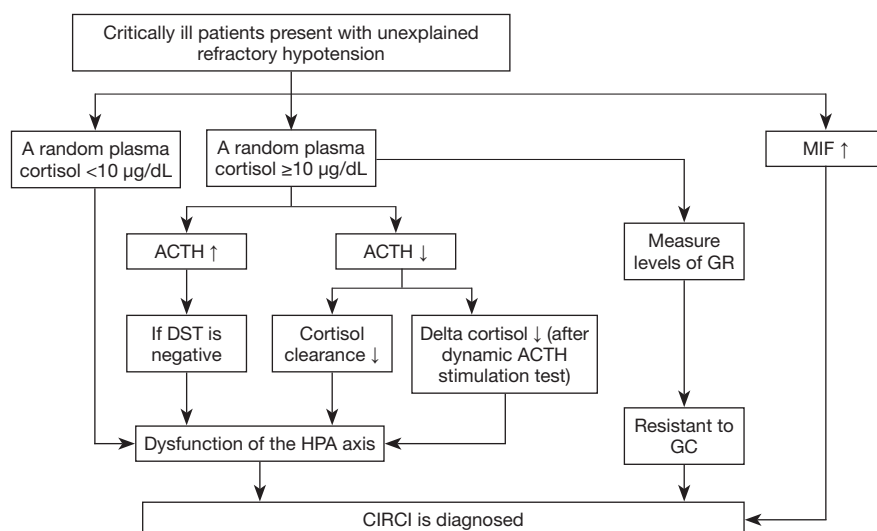 Critically ill patients present with unexplained
refractory hypotension
A random plasma
cortisol <10 µg/dL
A random plasma
cortisol ≥10 µg/dL
MIF ↑
ACTH ↑
ACTH ↓
Measure
levels of GR
If DST is
negative
Cortisol
clearance ↓
Delta cortisol ↓ (after
dynamic ACTH
stimulation test)
Dysfunction of the HPA axis
Resistant to
GC
CIRCI is diagnosed